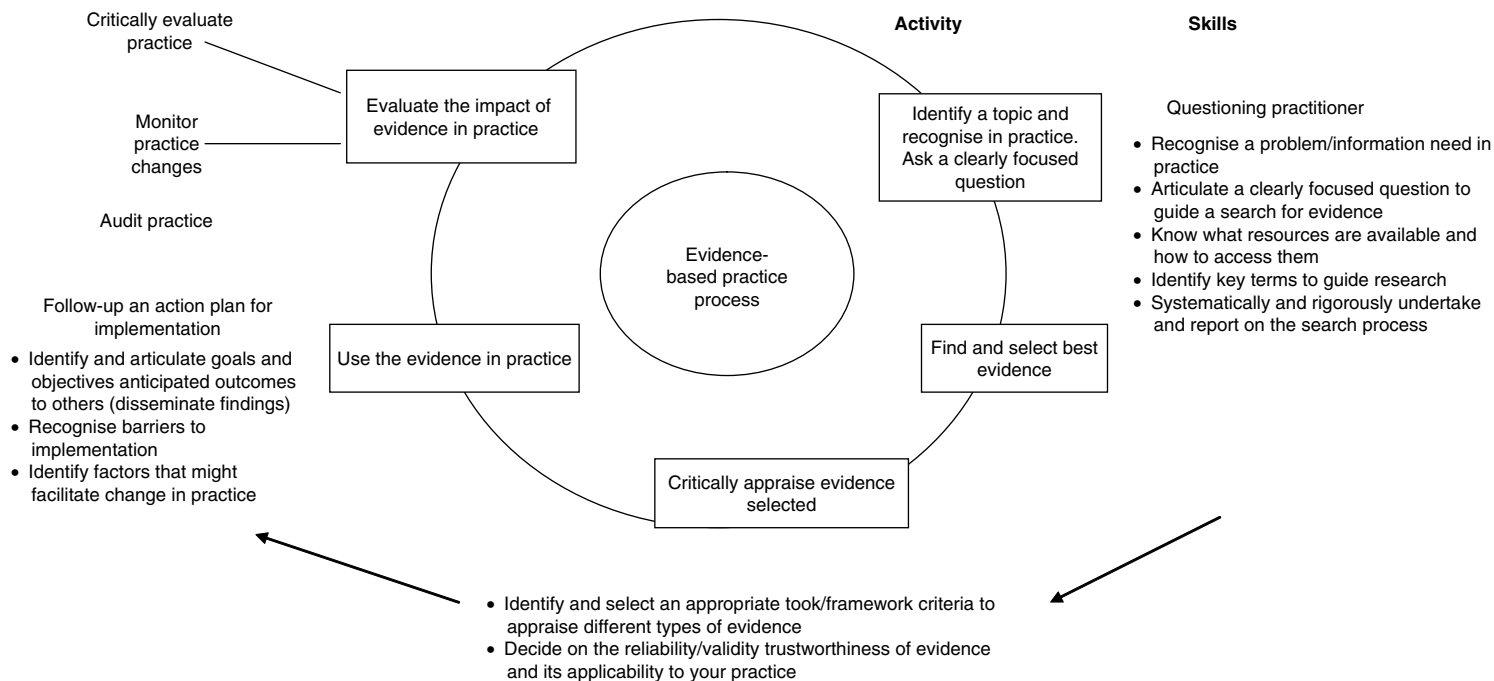 Activity
Skills
Critically evaluate
practice
Monitor
practice
changes
Audit practice
Evaluate the impact of
evidence in practice
Identify a topic and
recognise in practice.
Ask a clearly focused
question
Questioning practitioner
• Recognise a problem/information need in
practice
• Articulate a clearly focused question to
guide a search for evidence
• Know what resources are available and
how to access them
• Identify key terms to guide research
• Systematically and rigorously undertake
and report on the search process
Evidence-
based practice
process
Find and select best
evidence
Critically appraise evidence
selected
Use the evidence in practice
Follow-up an action plan for
implementation
• Identify and articulate goals and
objectives anticipated outcomes
to others (disseminate findings)
• Recognise barriers to
implementation
• Identify factors that might
facilitate change in practice
• Identify and select an appropriate took/framework criteria to
appraise different types of evidence
• Decide on the reliability/validity trustworthiness of evidence
and its applicability to your practice